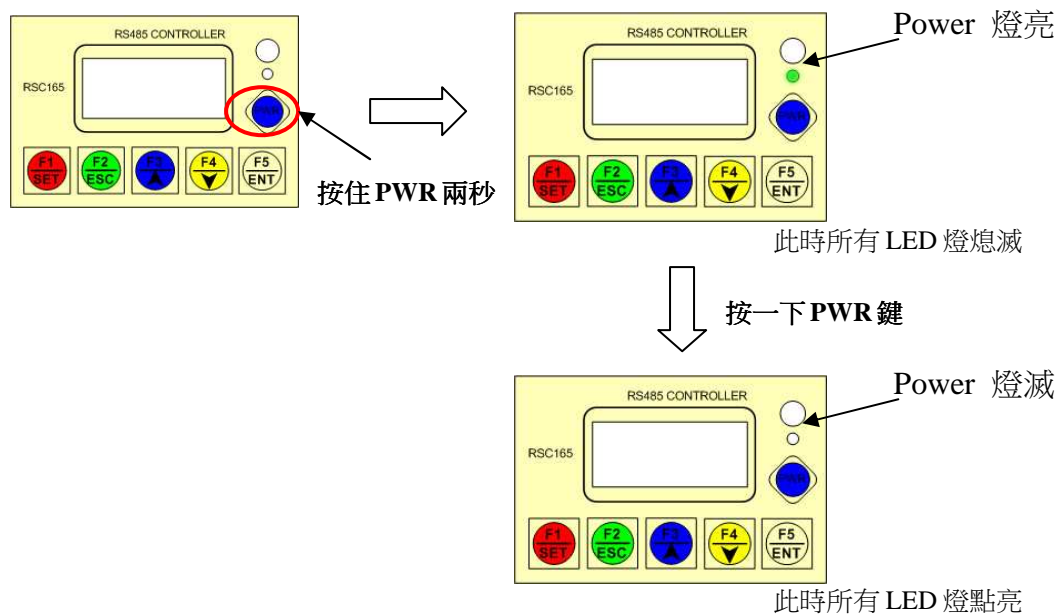 RS485 CONTROLLER
RSC165
PWR
F1 SET
F2 ESC
F3
F4
F5 ENT
按住 PWR 兩秒
Power 燈亮
RS485 CONTROLLER
RSC165
PWR
F1 SET
F2 ESC
F3
F4
F5 ENT
此時所有 LED 燈熄滅
按一下 PWR 鍵
Power 燈滅
RS485 CONTROLLER
RSC165
PWR
F1 SET
F2 ESC
F3
F4
F5 ENT
此時所有 LED 燈點亮